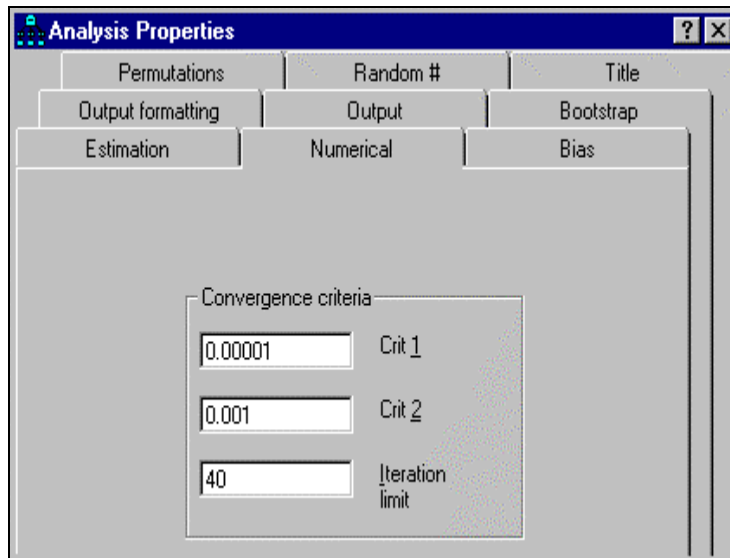 Analysis Properties
Permutations
Random #
Title
Output formatting
Output
Bootstrap
Estimation
Numerical
Bias
Convergence criteria
0.00001
Crit 1
0.001
Crit 2
40
Iteration
limit